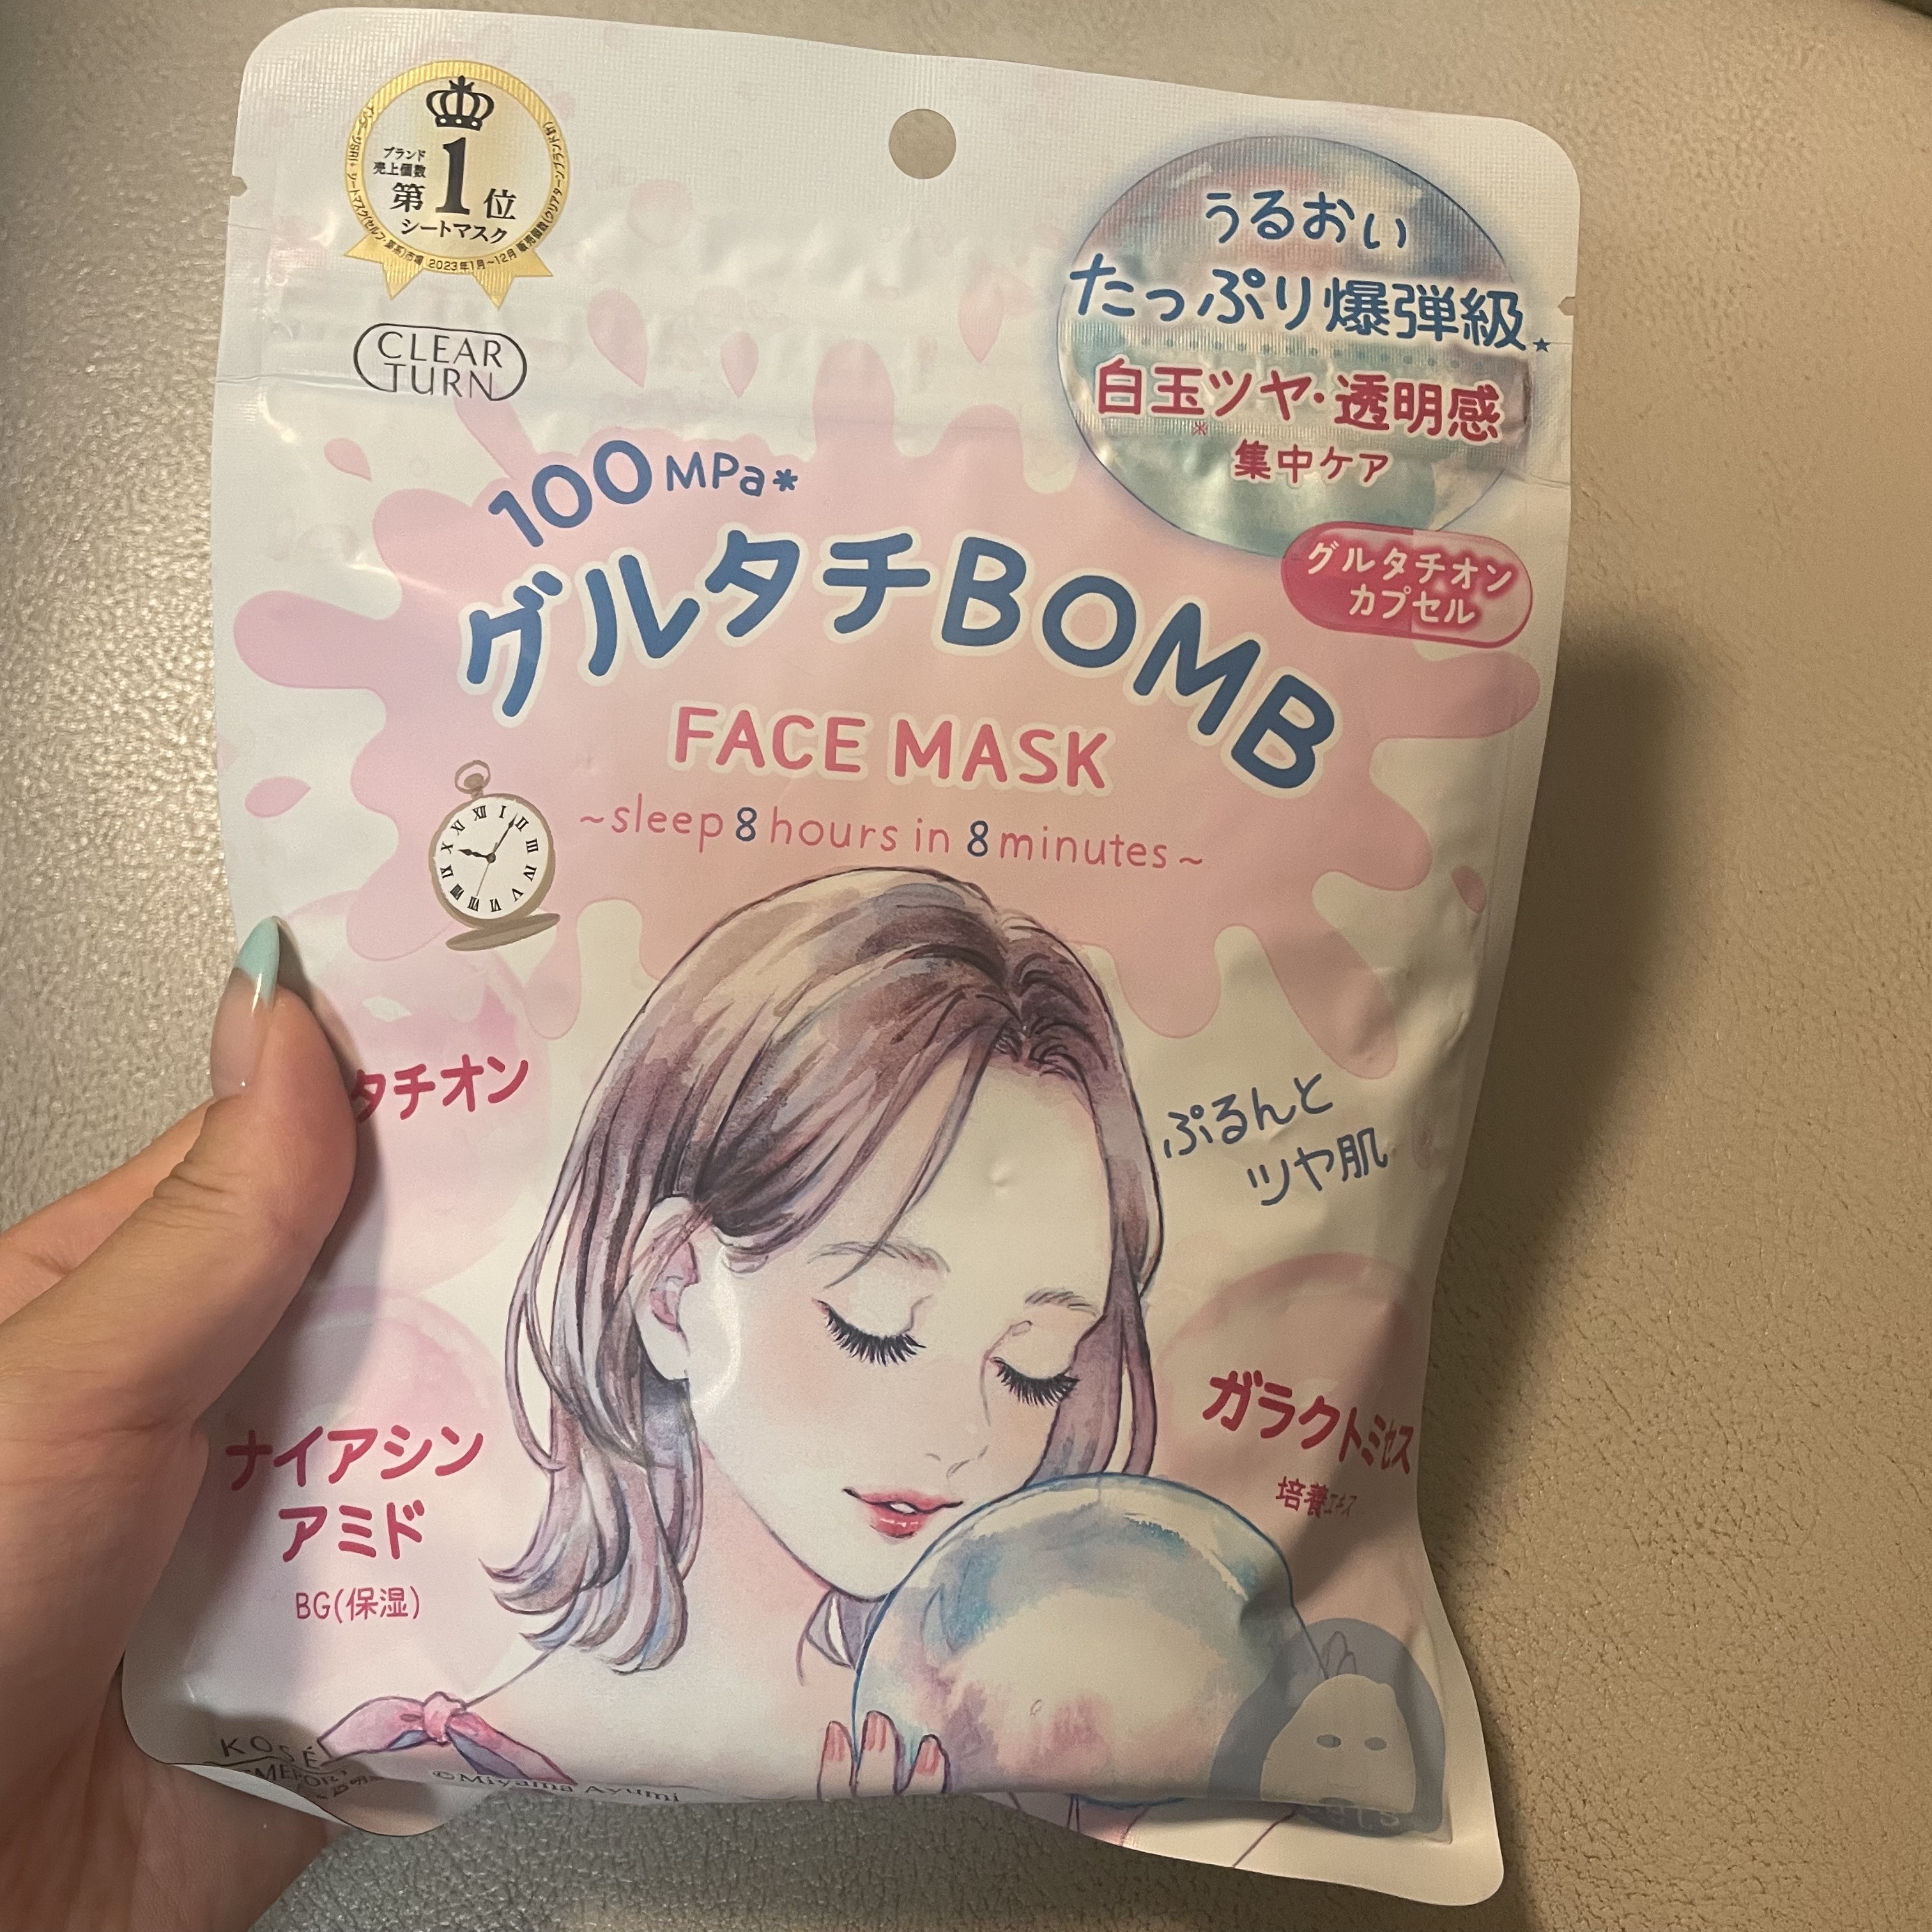 ブランド
売上個数
第1位
シートマスク
2023年1月~12月
CLEAR
TURN
うるおい
たっぷり爆弾級★
白玉ツヤ・透明感
※
集中ケア
100MPa*
グルタチBOMB
グルタチオン
カプセル
FACE MASK
~sleep 8 hours in 8 minutes~
タチオン
ぷるんと
ツヤ肌
ナイアシン
アミド
BG(保湿)
ガラクトミセス
培養エキス
KOSÉ
©Miyama Ayumi